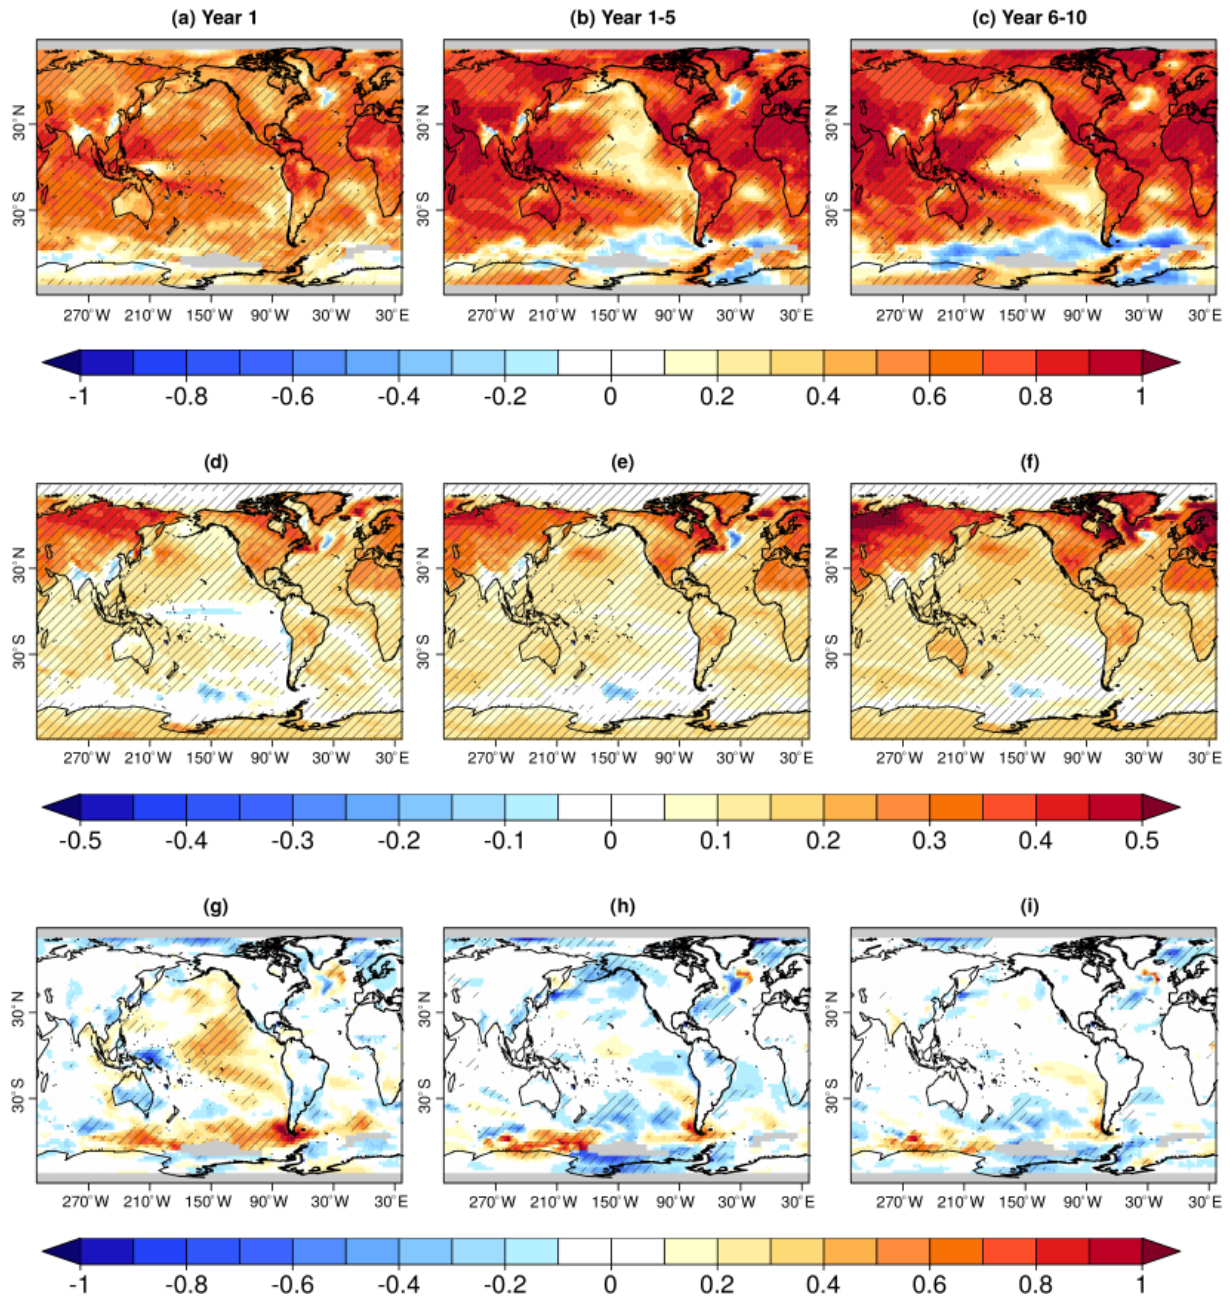 (a) Year 1 (b) Year 1-5 (c) Year 6-10
30°N 30°N 30°N
30°S 30°S 30°S
270°W 210°W 150°W 90°W 30°W 30°E 270°W 210°W 150°W 90°W 30°W 30°E 270°W 210°W 150°W 90°W 30°W 30°E
-1 -0.8 -0.6 -0.4 -0.2 0 0.2 0.4 0.6 0.8 1
(d) (e) (f)
30°N 30°N 30°N
30°S 30°S 30°S
270°W 210°W 150°W 90°W 30°W 30°E 270°W 210°W 150°W 90°W 30°W 30°E 270°W 210°W 150°W 90°W 30°W 30°E
-0.5 -0.4 -0.3 -0.2 -0.1 0 0.1 0.2 0.3 0.4 0.5
(g) (h) (i)
30°N 30°N 30°N
30°S 30°S 30°S
270°W 210°W 150°W 90°W 30°W 30°E 270°W 210°W 150°W 90°W 30°W 30°E 270°W 210°W 150°W 90°W 30°W 30°E
-1 -0.8 -0.6 -0.4 -0.2 0 0.2 0.4 0.6 0.8 1